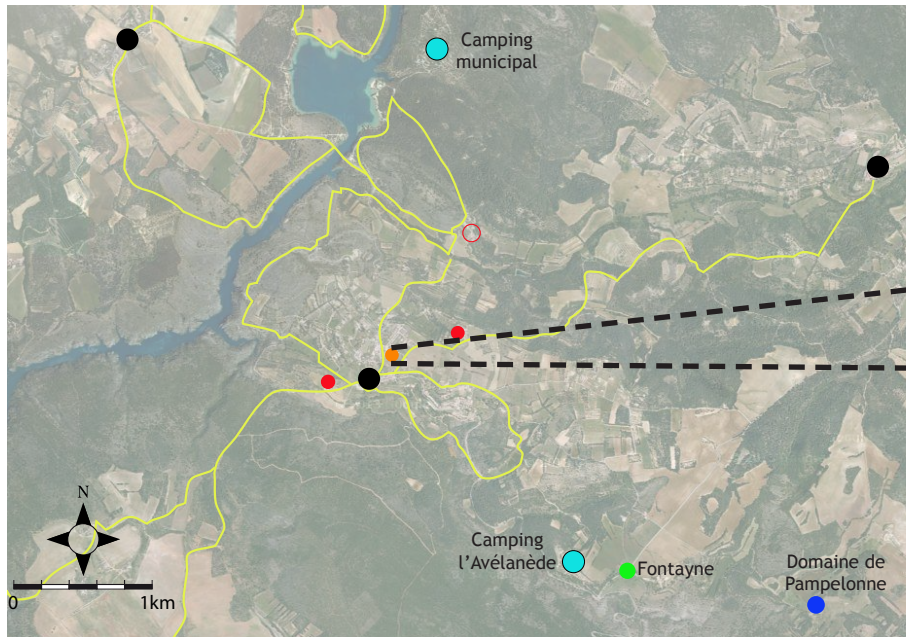 Camping
municipal
N
Camping
l'Avélanède
Fontayne
Domaine de
Pampelonne
0
1km